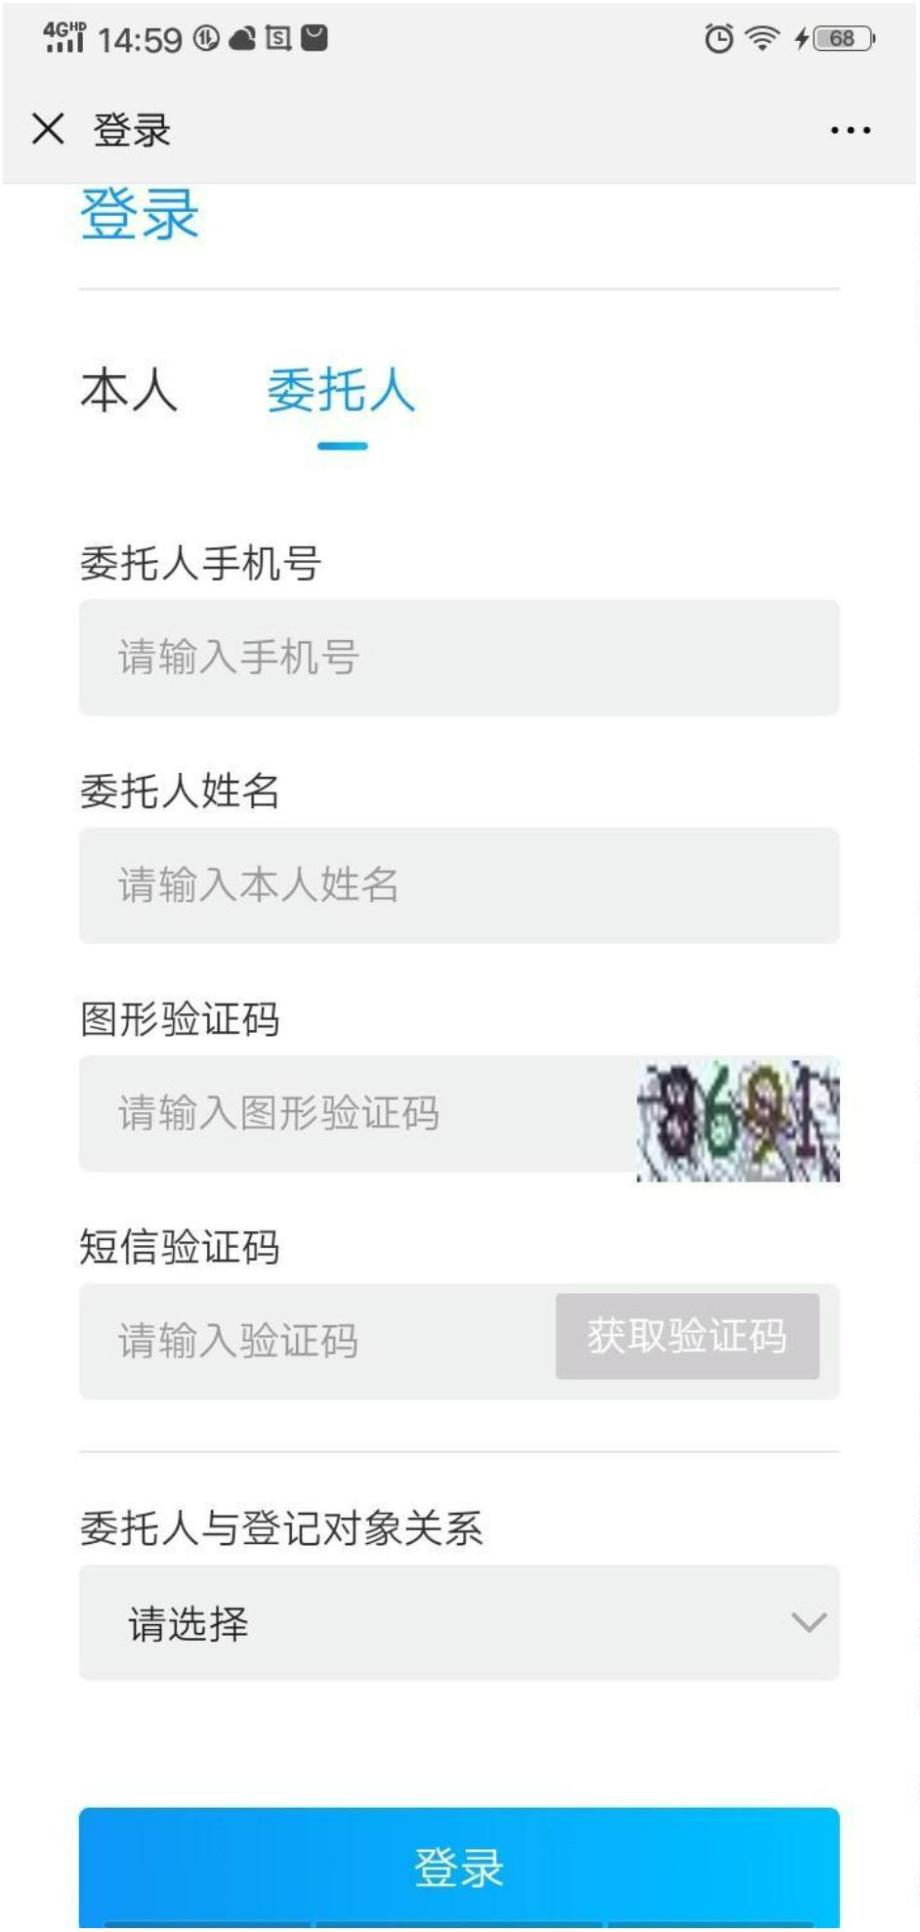 4GHD 14:59 68
登录
登录
本人 委托人
委托人手机号
请输入手机号
委托人姓名
请输入本人姓名
图形验证码
请输入图形验证码 8691
短信验证码
请输入验证码 获取验证码
委托人与登记对象关系
请选择
登录